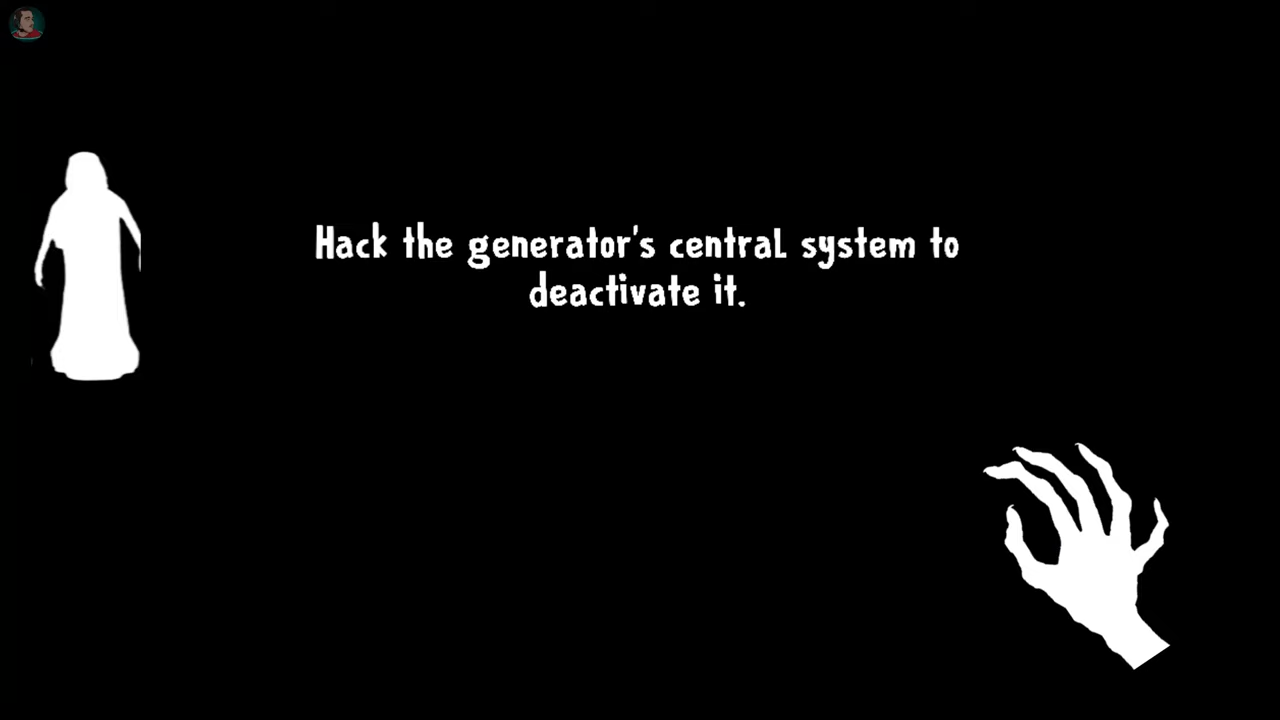 Hack the generator's central system to
deactivate it.